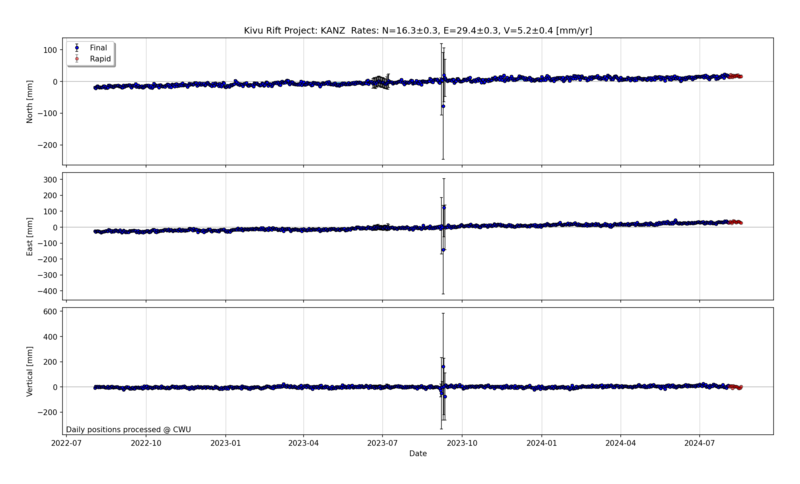 Kivu Rift Project: KANZ  Rates: N=16.3±0.3, E=29.4±0.3, V=5.2±0.4 [mm/yr]
Final
Rapid
North [mm]
100
0
−100
−200
East [mm]
300
200
100
0
−100
−200
−300
−400
Vertical [mm]
600
400
200
0
−200
Daily positions processed @ CWU
2022-07 2022-10 2023-01 2023-04 2023-07 2023-10 2024-01 2024-04 2024-07
Date